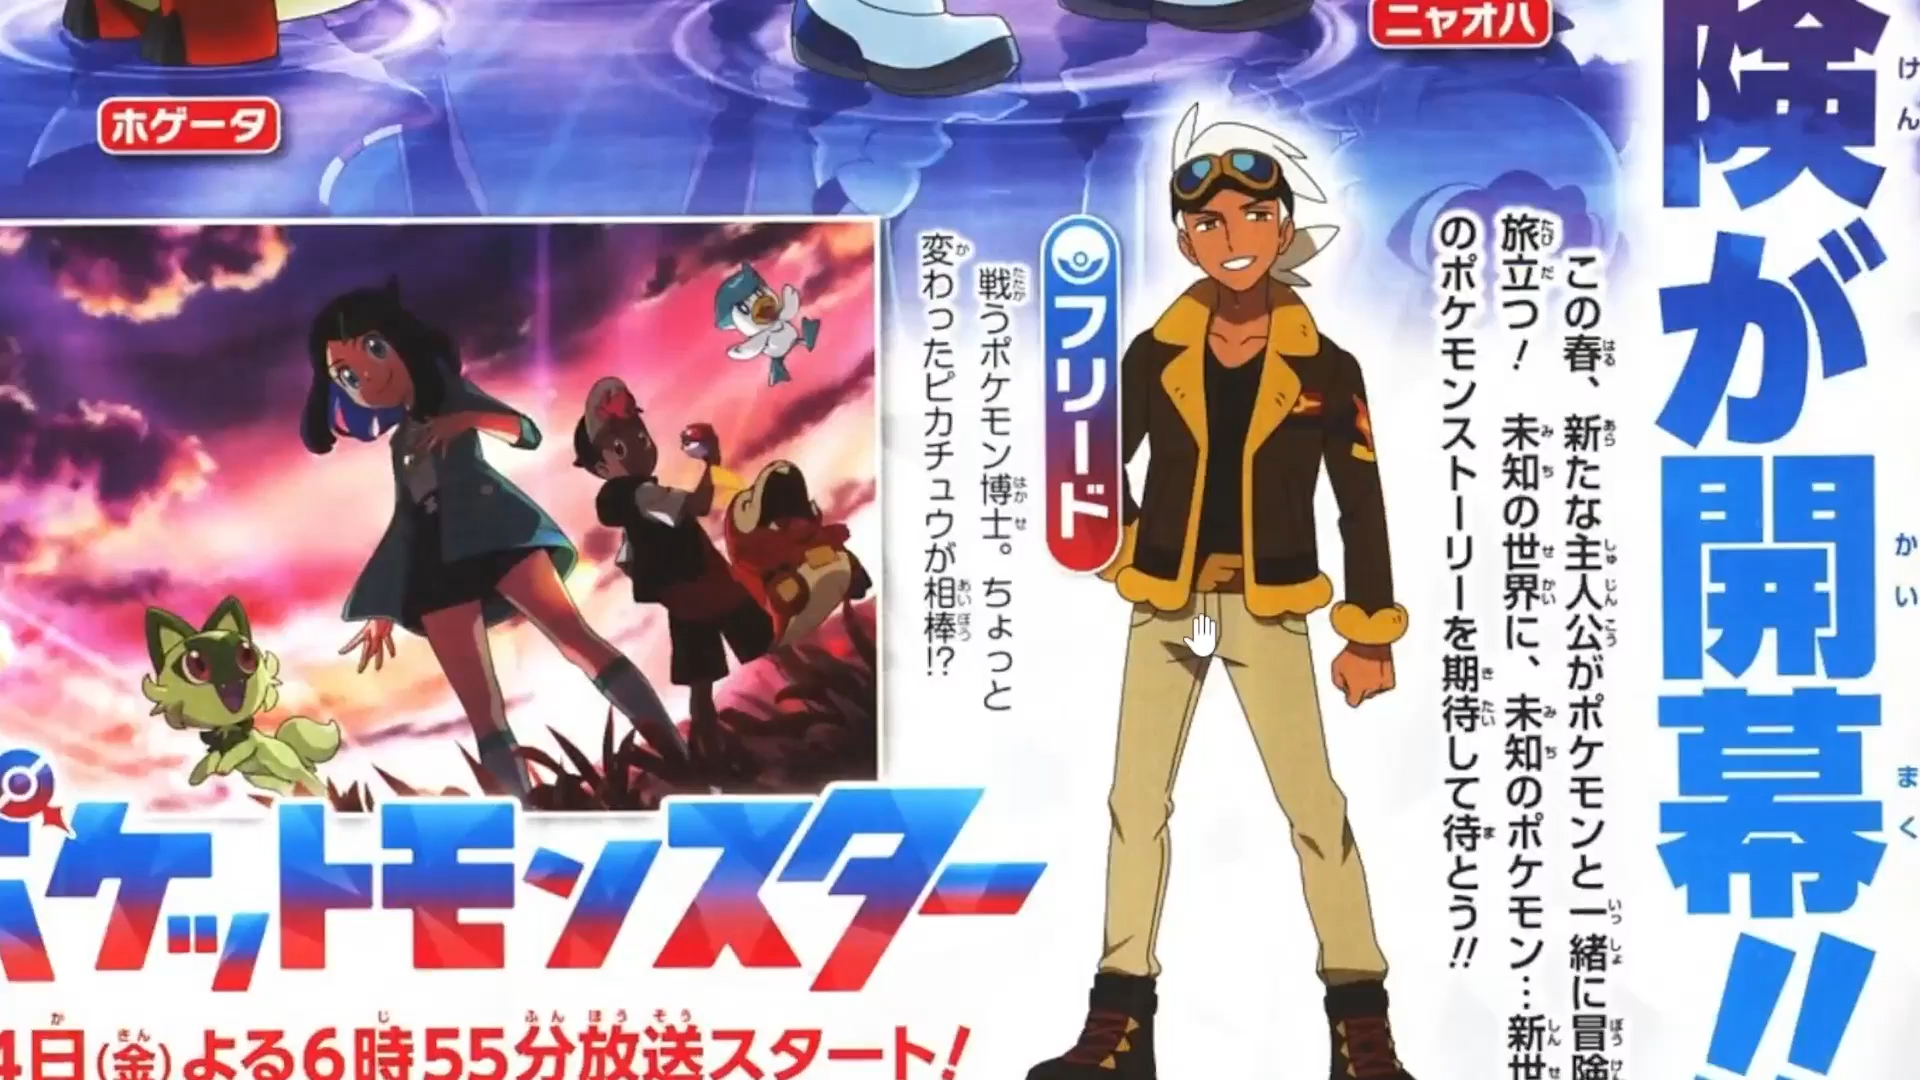 ニャオハ
ホゲータ
険が開幕!!
けん
かい
まく
この春、新たな主人公がポケモンと一緒に冒険
旅立つ! 未知の世界に、未知のポケモン…新世
のポケモンストーリーを期待して待とう!!
フリード
戦うポケモン博士。ちょっと
変わったピカチュウが相棒!?
ポケットモンスター
4日(金)よる6時55分放送スタート!